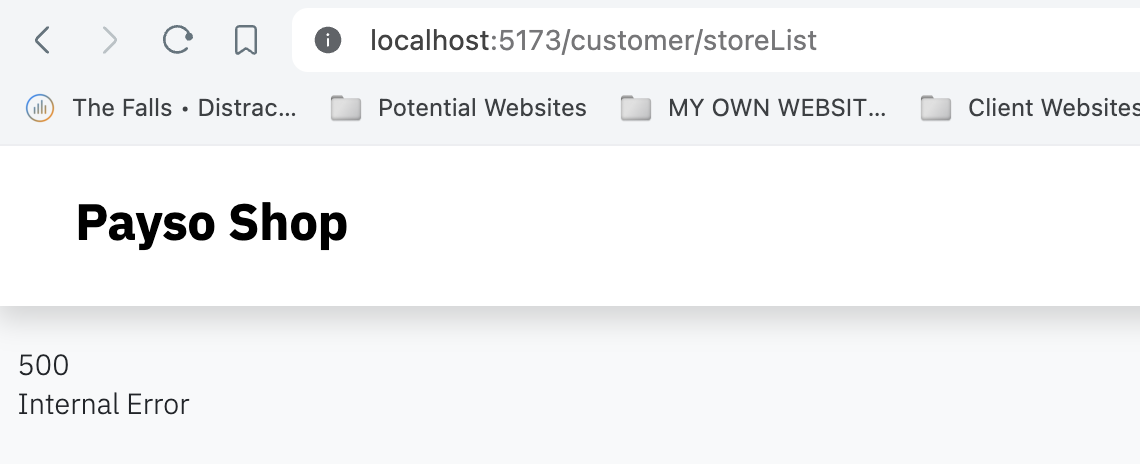 localhost:5173/customer/storeList
The Falls • Distrac... Potential Websites MY OWN WEBSIT... Client Websites
Payso Shop
500
Internal Error